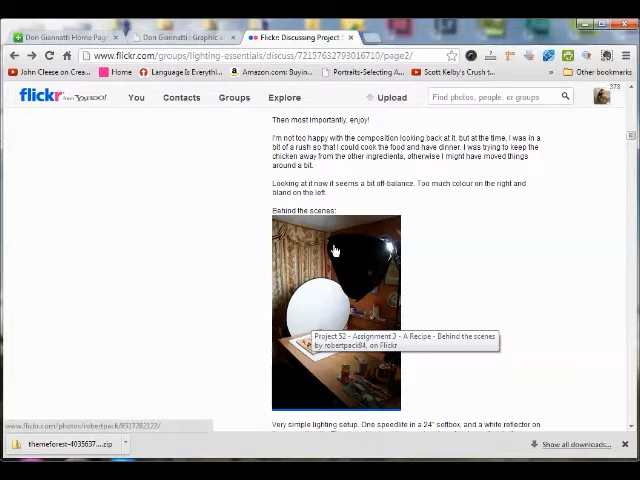 Don Giannatti Home Page
Don Giannatti : Graphic a
Flickr: Discussing Project
www.flickr.com/groups/lighting-essentials/discuss/72157632793016710/page2/
John Cleese on Crea
Home
Language Is Everythi
Amazon.com: Buyin
Portraits-Selecting A
Scott Kelby's Crush t
»
Other bookmarks
flickr from YAHOO!
You
Contacts
Groups
Explore
Upload
Find photos, people, or groups
378
Then most importantly, enjoy!
I'm not too happy with the composition looking back at it, but at the time, I was in a
bit of a rush so that I could cook the food and have dinner. I was trying to keep the
chicken away from the other ingredients, otherwise I might have moved things
around a bit.
Looking at it now it seems a bit off-balance. Too much colour on the right and
bland on the left.
Behind the scenes:
Project 52 - Assignment 3 - A Recipe - Behind the scenes
by robertpack84, on Flickr
Very simple lighting setup. One speedlite in a 24" softbox, and a white reflector on
www.flickr.com/photos/robertpack/8517282122/
themeforest-4035637....zip
Show all downloads...